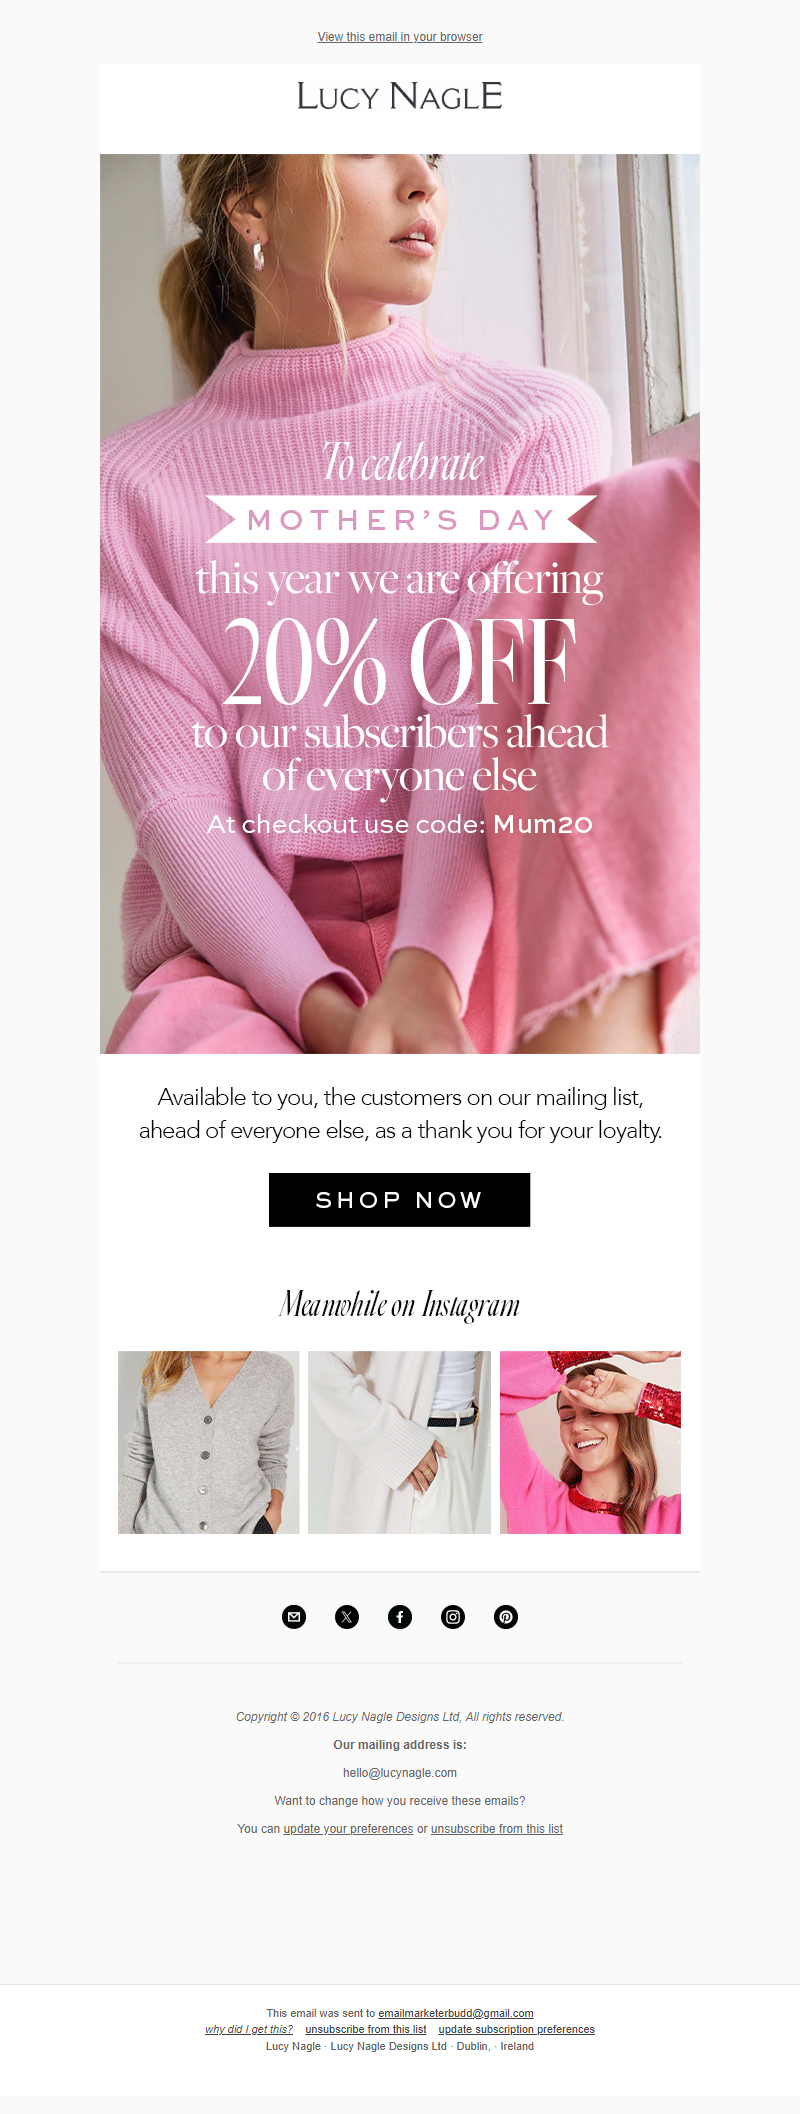 View this email in your browser
LUCY NAGLE
To celebrate
MOTHER'S DAY
this year we are offering
20% OFF
to our subscribers ahead
of everyone else
At checkout use code: Mum20
Available to you, the customers on our mailing list,
ahead of everyone else, as a thank you for your loyalty.
SHOP NOW
Meanwhile on Instagram
Copyright © 2016 Lucy Nagle Designs Ltd, All rights reserved.
Our mailing address is:
hello@lucynagle.com
Want to change how you receive these emails?
You can update your preferences or unsubscribe from this list
This email was sent to emailmarketerbudd@gmail.com
why did I get this? unsubscribe from this list update subscription preferences
Lucy Nagle · Lucy Nagle Designs Ltd · Dublin, · Ireland